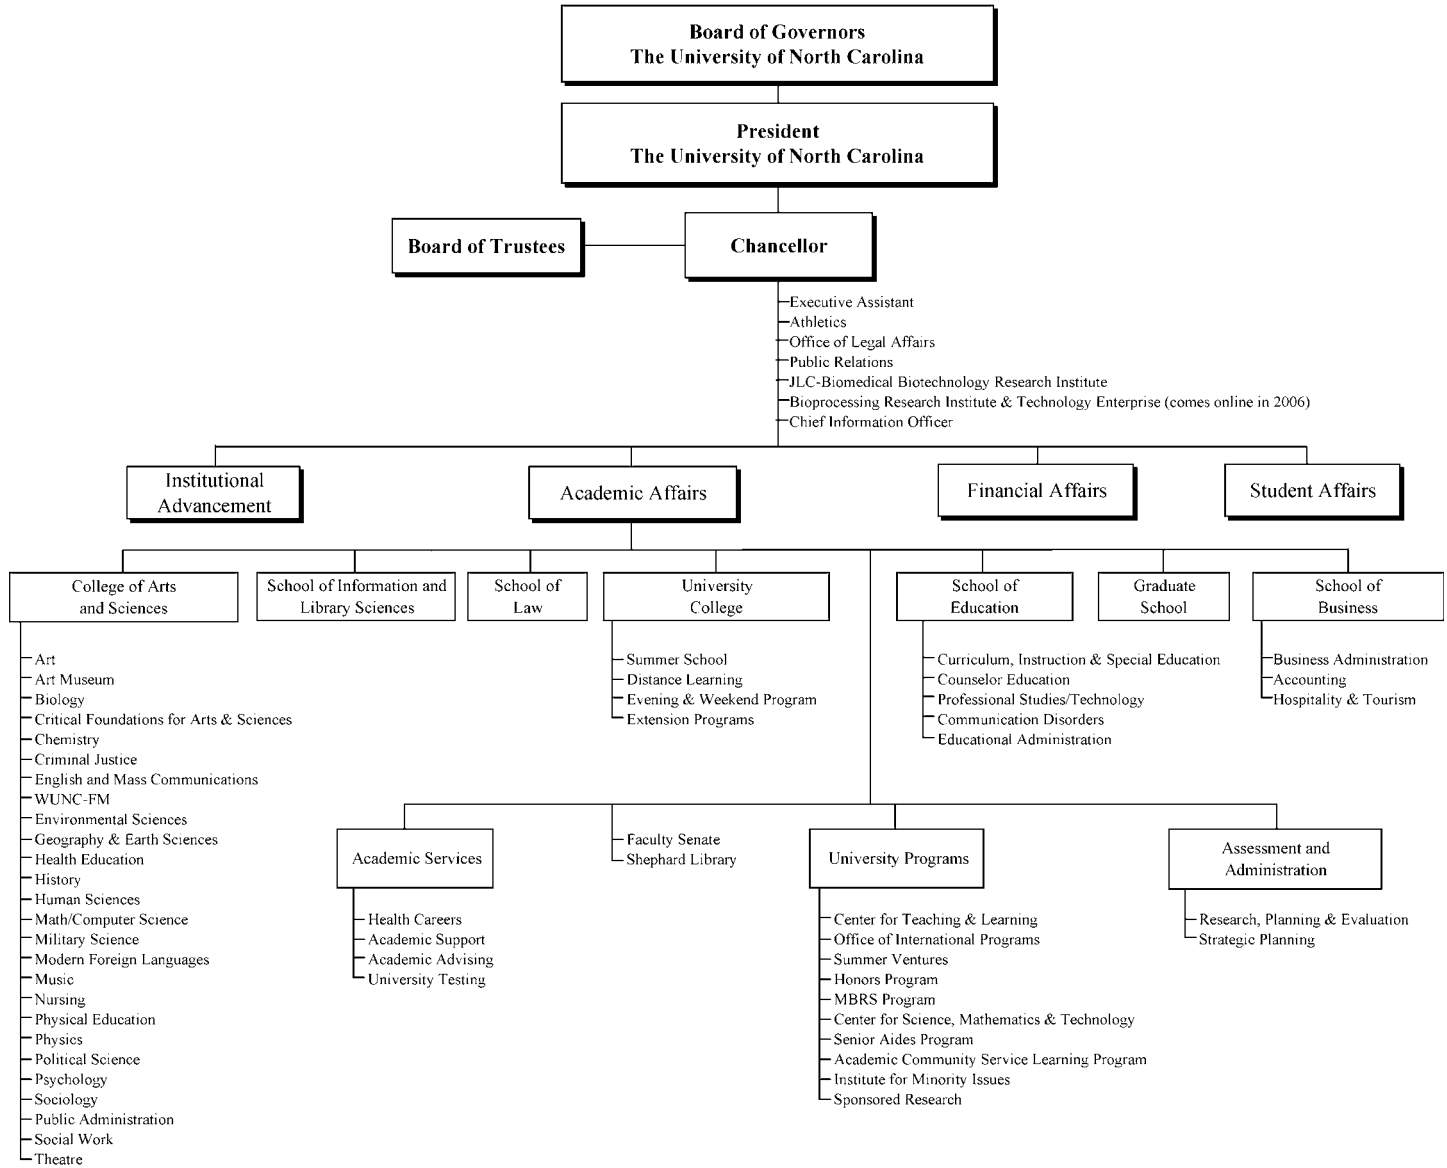 Board of Governors
The University of North Carolina
President
The University of North Carolina
Board of Trustees
Chancellor
Executive Assistant
Athletics
Office of Legal Affairs
Public Relations
JLC-Biomedical Biotechnology Research Institute
Bioprocessing Research Institute & Technology Enterprise (comes online in 2006)
Chief Information Officer
Institutional
Advancement
Academic Affairs
Financial Affairs
Student Affairs
College of Arts
and Sciences
School of Information and
Library Sciences
School of
Law
University
College
School of
Education
Graduate
School
School of
Business
Art
Art Museum
Biology
Critical Foundations for Arts & Sciences
Chemistry
Criminal Justice
English and Mass Communications
WUNC-FM
Environmental Sciences
Geography & Earth Sciences
Health Education
History
Human Sciences
Math/Computer Science
Military Science
Modern Foreign Languages
Music
Nursing
Physical Education
Physics
Political Science
Psychology
Sociology
Public Administration
Social Work
Theatre
Summer School
Distance Learning
Evening & Weekend Program
Extension Programs
Curriculum, Instruction & Special Education
Counselor Education
Professional Studies/Technology
Communication Disorders
Educational Administration
Business Administration
Accounting
Hospitality & Tourism
Academic Services
Health Careers
Academic Support
Academic Advising
University Testing
Faculty Senate
Shephard Library
University Programs
Center for Teaching & Learning
Office of International Programs
Summer Ventures
Honors Program
MBRS Program
Center for Science, Mathematics & Technology
Senior Aides Program
Academic Community Service Learning Program
Institute for Minority Issues
Sponsored Research
Assessment and
Administration
Research, Planning & Evaluation
Strategic Planning